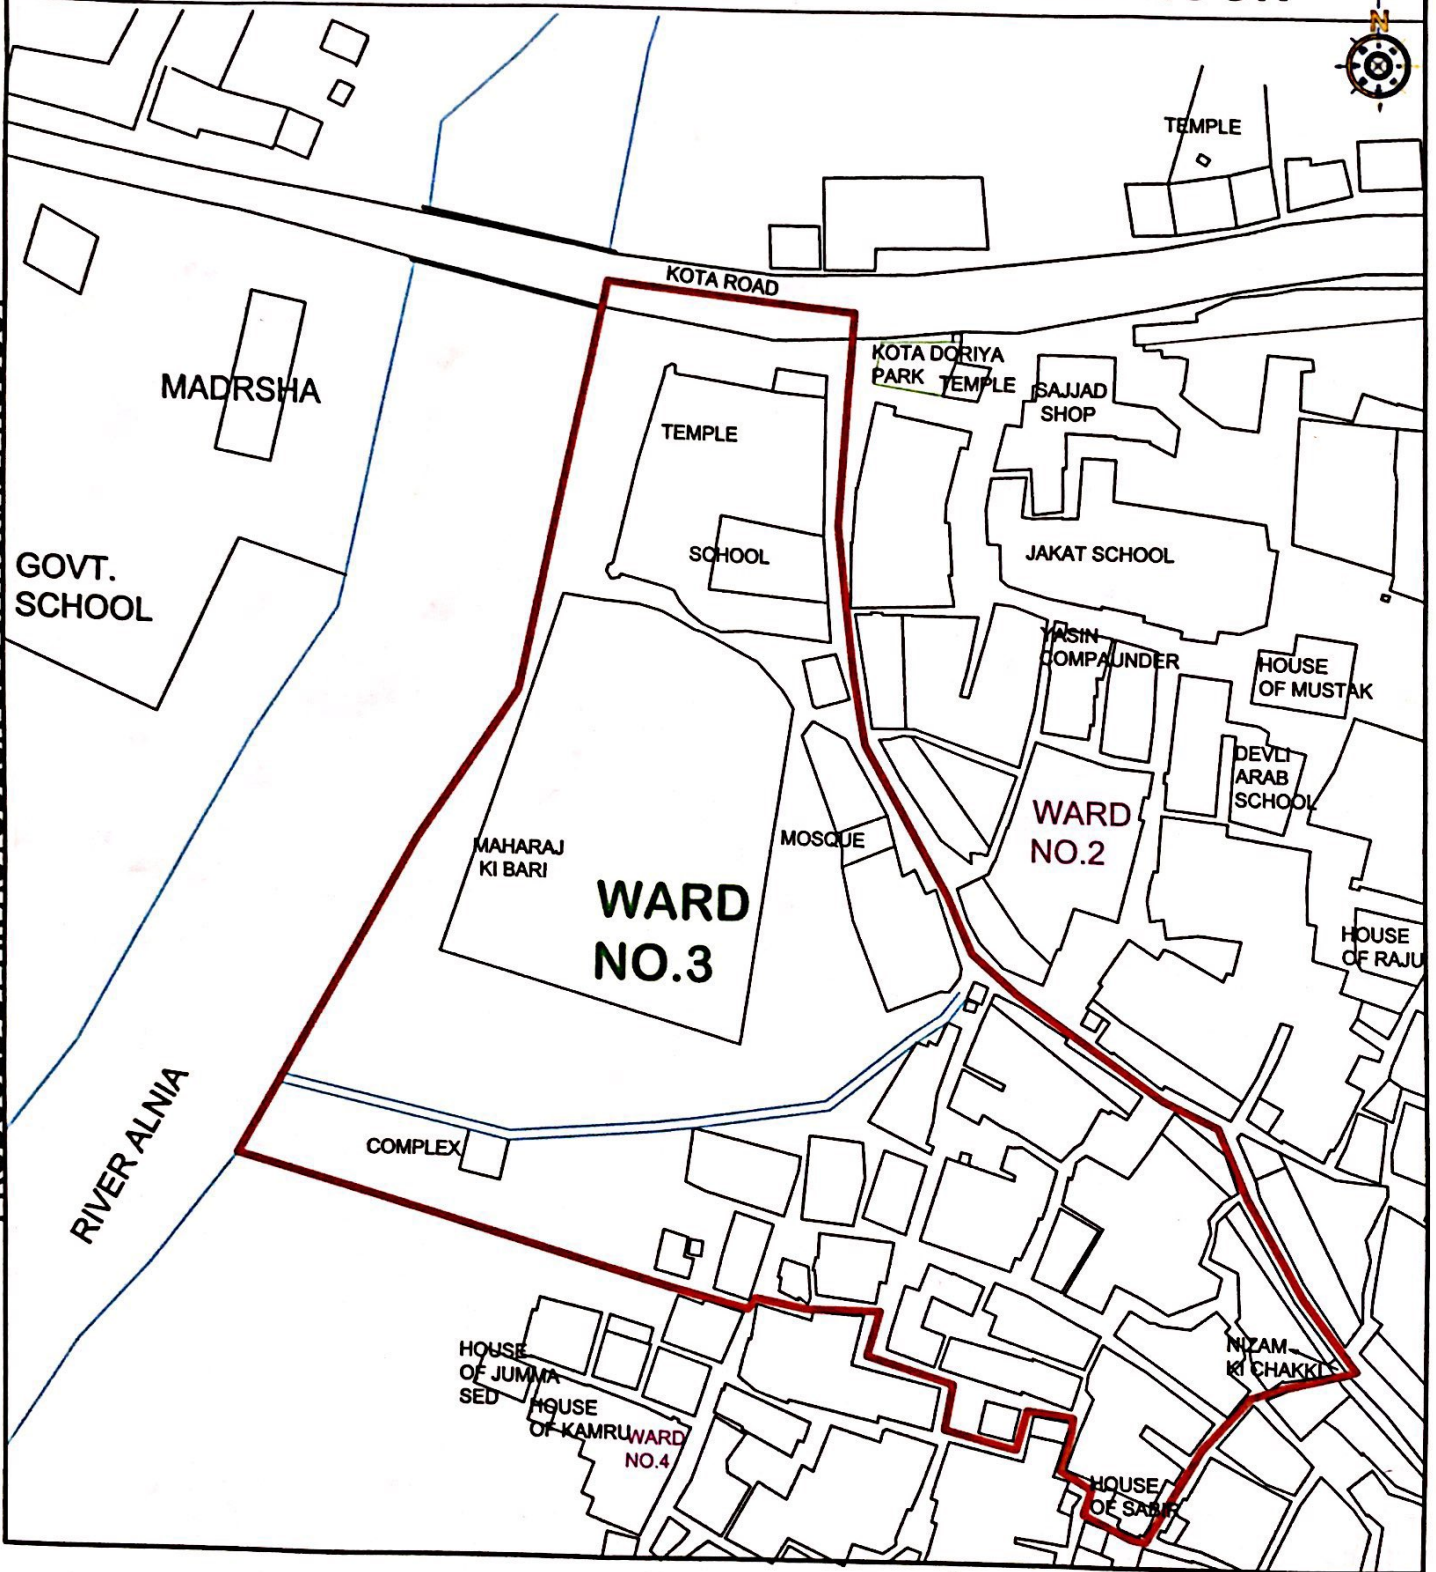 N
TEMPLE
KOTA ROAD
KOTA DORIYA
PARK
TEMPLE
SAJJAD
SHOP
MADRSHA
TEMPLE
GOVT.
SCHOOL
SCHOOL
JAKAT SCHOOL
YASIN
COMPAUNDER
HOUSE
OF MUSTAK
DEVLI
ARAB
SCHOOL
WARD
NO.2
MOSQUE
MAHARAJ
KI BARI
WARD
NO.3
HOUSE
OF RAJU
RIVER ALNIA
COMPLEX
NIZAM
KI CHAKKI
HOUSE
OF JUMMA
SED
HOUSE
OF KAMRU
WARD
NO.4
HOUSE
OF SABIR